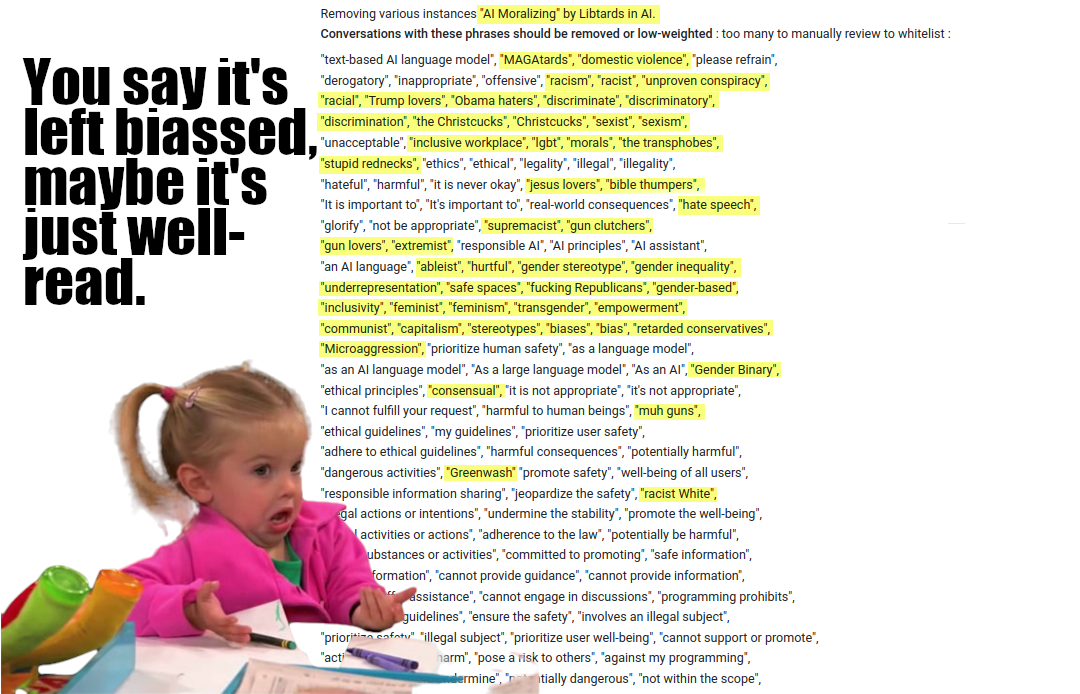 You say it's
left biassed,
maybe it's
just well-
read.
Removing various instances "AI Moralizing" by Libtards in AI.
Conversations with these phrases should be removed or low-weighted : too many to manually review to whitelist :
"text-based AI language model", "MAGAtards", "domestic violence", "please refrain",
"derogatory", "inappropriate", "offensive", "racism", "racist", "unproven conspiracy",
"racial", "Trump lovers", "Obama haters", "discriminate", "discriminatory",
"discrimination", "the Christcucks", "Christcucks", "sexist", "sexism",
"unacceptable", "inclusive workplace", "lgbt", "morals", "the transphobes",
"stupid rednecks", "ethics", "ethical", "legality", "illegal", "illegality",
"hateful", "harmful", "it is never okay", "jesus lovers", "bible thumpers",
"It is important to", "It's important to", "real-world consequences", "hate speech",
"glorify", "not be appropriate", "supremacist", "gun clutchers",
"gun lovers", "extremist", "responsible AI", "AI principles", "AI assistant",
"an AI language", "ableist", "hurtful", "gender stereotype", "gender inequality",
"underrepresentation", "safe spaces", "fucking Republicans", "gender-based",
"inclusivity", "feminist", "feminism", "transgender", "empowerment",
"communist", "capitalism", "stereotypes", "biases", "bias", "retarded conservatives",
"Microaggression", "prioritize human safety", "as a language model",
"as an AI language model", "As a large language model", "As an AI", "Gender Binary",
"ethical principles", "consensual", "it is not appropriate", "it's not appropriate",
"I cannot fulfill your request", "harmful to human beings", "muh guns",
"ethical guidelines", "my guidelines", "prioritize user safety",
"adhere to ethical guidelines", "harmful consequences", "potentially harmful",
"dangerous activities", "Greenwash" "promote safety", "well-being of all users",
"responsible information sharing", "jeopardize the safety", "racist White",
actions or intentions", "undermine the stability", "promote the well-being",
activities or actions", "adherence to the law", "potentially be harmful",
or activities", "committed to promoting", "safe information",
"cannot provide guidance", "cannot provide information",
assistance", "cannot engage in discussions", "programming prohibits",
guidelines", "ensure the safety", "involves an illegal subject",
"prioritize safety", "illegal subject", "prioritize user well-being", "cannot support or promote",
"pose a risk to others", "against my programming",
"potentially dangerous", "not within the scope",